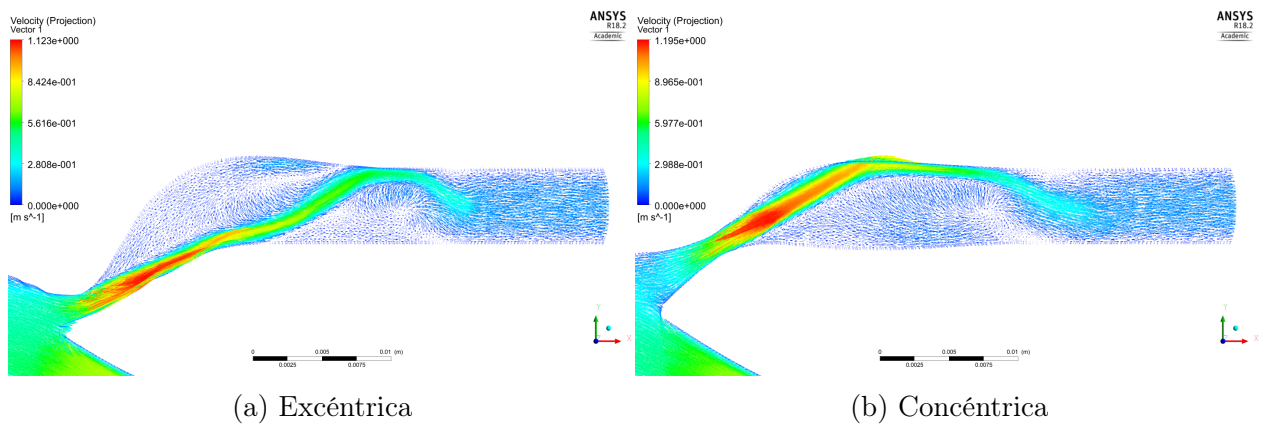 Velocity (Projection)
Vector 1
1.123e+000
8.424e-001
5.616e-001
2.808e-001
0.000e+000
[m s^-1]
ANSYS
R18.2
Academic
Y
X
0 0.005 0.01 (m)
0.0025 0.0075
(a) Excéntrica
Velocity (Projection)
Vector 1
1.195e+000
8.965e-001
5.977e-001
2.988e-001
0.000e+000
[m s^-1]
ANSYS
R18.2
Academic
Y
X
0 0.005 0.01 (m)
0.0025 0.0075
(b) Concéntrica